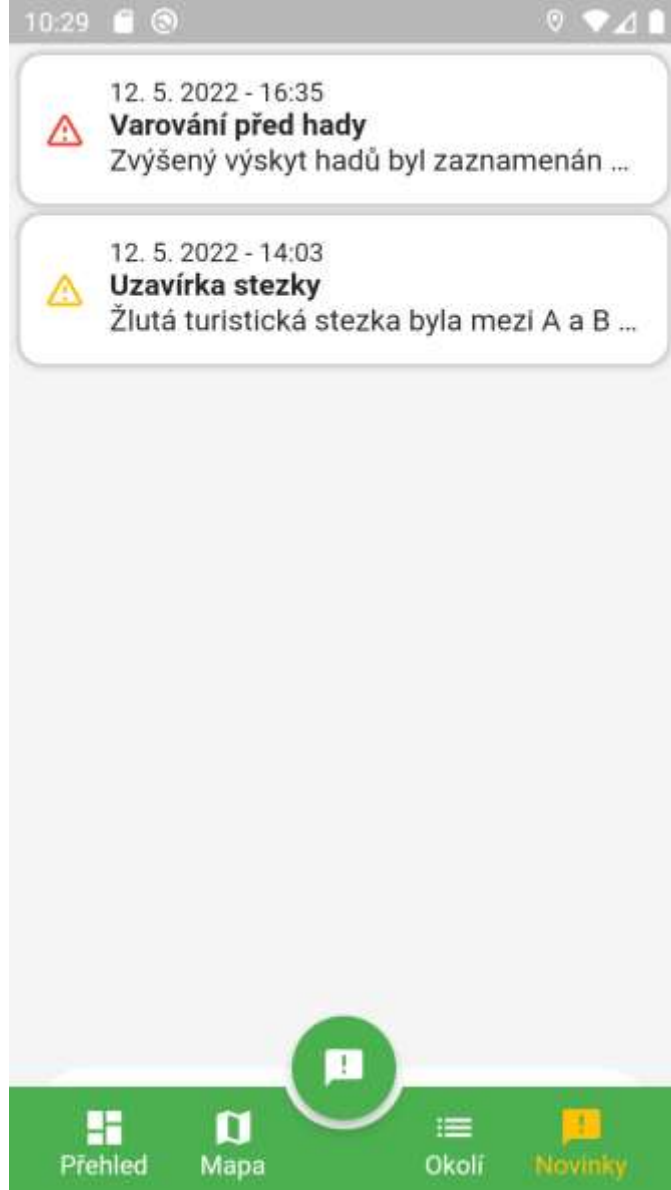 10:29
12. 5. 2022 - 16:35
Varování před hady
Zvýšený výskyt hadů byl zaznamenán ...
12. 5. 2022 - 14:03
Uzavírka stezky
Žlutá turistická stezka byla mezi A a B ...
Přehled
Mapa
Okolí
Novinky